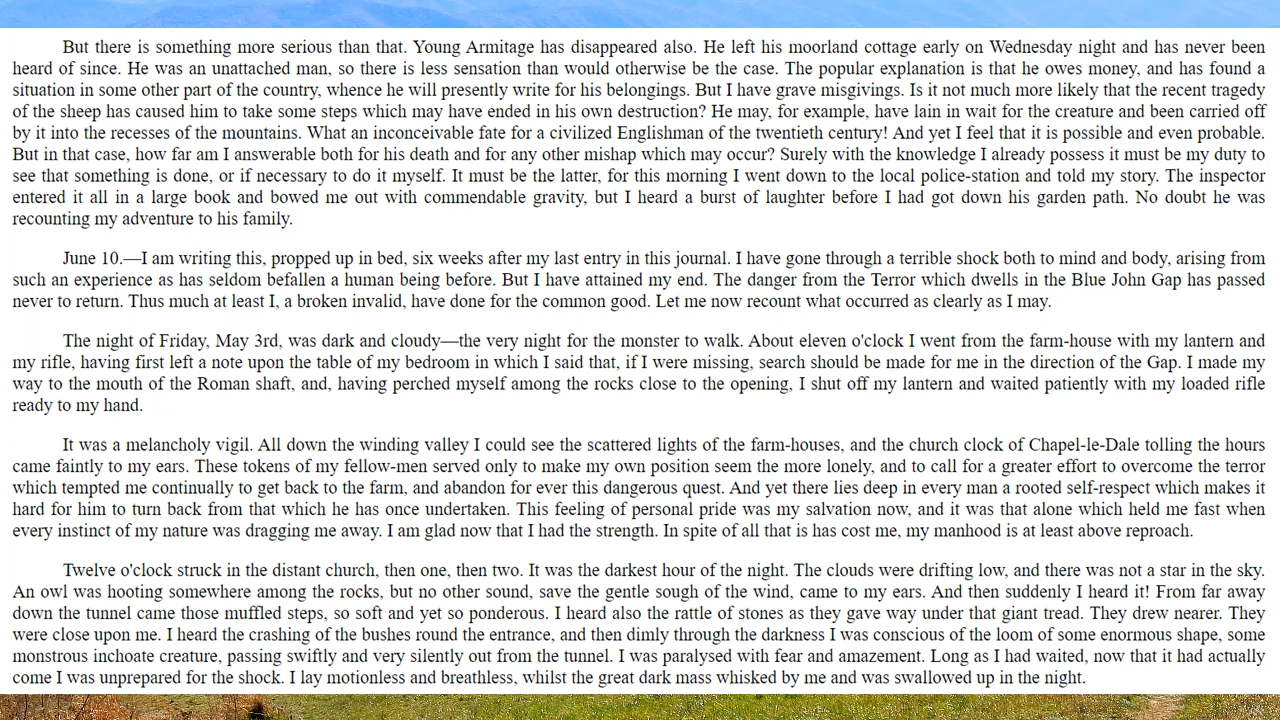 But there is something more serious than that. Young Armitage has disappeared also. He left his moorland cottage early on Wednesday night and has never been
heard of since. He was an unattached man, so there is less sensation than would otherwise be the case. The popular explanation is that he owes money, and has found a
situation in some other part of the country, whence he will presently write for his belongings. But I have grave misgivings. Is it not much more likely that the recent tragedy
of the sheep has caused him to take some steps which may have ended in his own destruction? He may, for example, have lain in wait for the creature and been carried off
by it into the recesses of the mountains. What an inconceivable fate for a civilized Englishman of the twentieth century! And yet I feel that it is possible and even probable.
But in that case, how far am I answerable both for his death and for any other mishap which may occur? Surely with the knowledge I already possess it must be my duty to
see that something is done, or if necessary to do it myself. It must be the latter, for this morning I went down to the local police-station and told my story. The inspector
entered it all in a large book and bowed me out with commendable gravity, but I heard a burst of laughter before I had got down his garden path. No doubt he was
recounting my adventure to his family.
June 10.—I am writing this, propped up in bed, six weeks after my last entry in this journal. I have gone through a terrible shock both to mind and body, arising from
such an experience as has seldom befallen a human being before. But I have attained my end. The danger from the Terror which dwells in the Blue John Gap has passed
never to return. Thus much at least I, a broken invalid, have done for the common good. Let me now recount what occurred as clearly as I may.
The night of Friday, May 3rd, was dark and cloudy—the very night for the monster to walk. About eleven o'clock I went from the farm-house with my lantern and
my rifle, having first left a note upon the table of my bedroom in which I said that, if I were missing, search should be made for me in the direction of the Gap. I made my
way to the mouth of the Roman shaft, and, having perched myself among the rocks close to the opening, I shut off my lantern and waited patiently with my loaded rifle
ready to my hand.
It was a melancholy vigil. All down the winding valley I could see the scattered lights of the farm-houses, and the church clock of Chapel-le-Dale tolling the hours
came faintly to my ears. These tokens of my fellow-men served only to make my own position seem the more lonely, and to call for a greater effort to overcome the terror
which tempted me continually to get back to the farm, and abandon for ever this dangerous quest. And yet there lies deep in every man a rooted self-respect which makes it
hard for him to turn back from that which he has once undertaken. This feeling of personal pride was my salvation now, and it was that alone which held me fast when
every instinct of my nature was dragging me away. I am glad now that I had the strength. In spite of all that is has cost me, my manhood is at least above reproach.
Twelve o'clock struck in the distant church, then one, then two. It was the darkest hour of the night. The clouds were drifting low, and there was not a star in the sky.
An owl was hooting somewhere among the rocks, but no other sound, save the gentle sough of the wind, came to my ears. And then suddenly I heard it! From far away
down the tunnel came those muffled steps, so soft and yet so ponderous. I heard also the rattle of stones as they gave way under that giant tread. They drew nearer. They
were close upon me. I heard the crashing of the bushes round the entrance, and then dimly through the darkness I was conscious of the loom of some enormous shape, some
monstrous inchoate creature, passing swiftly and very silently out from the tunnel. I was paralysed with fear and amazement. Long as I had waited, now that it had actually
come I was unprepared for the shock. I lay motionless and breathless, whilst the great dark mass whisked by me and was swallowed up in the night.